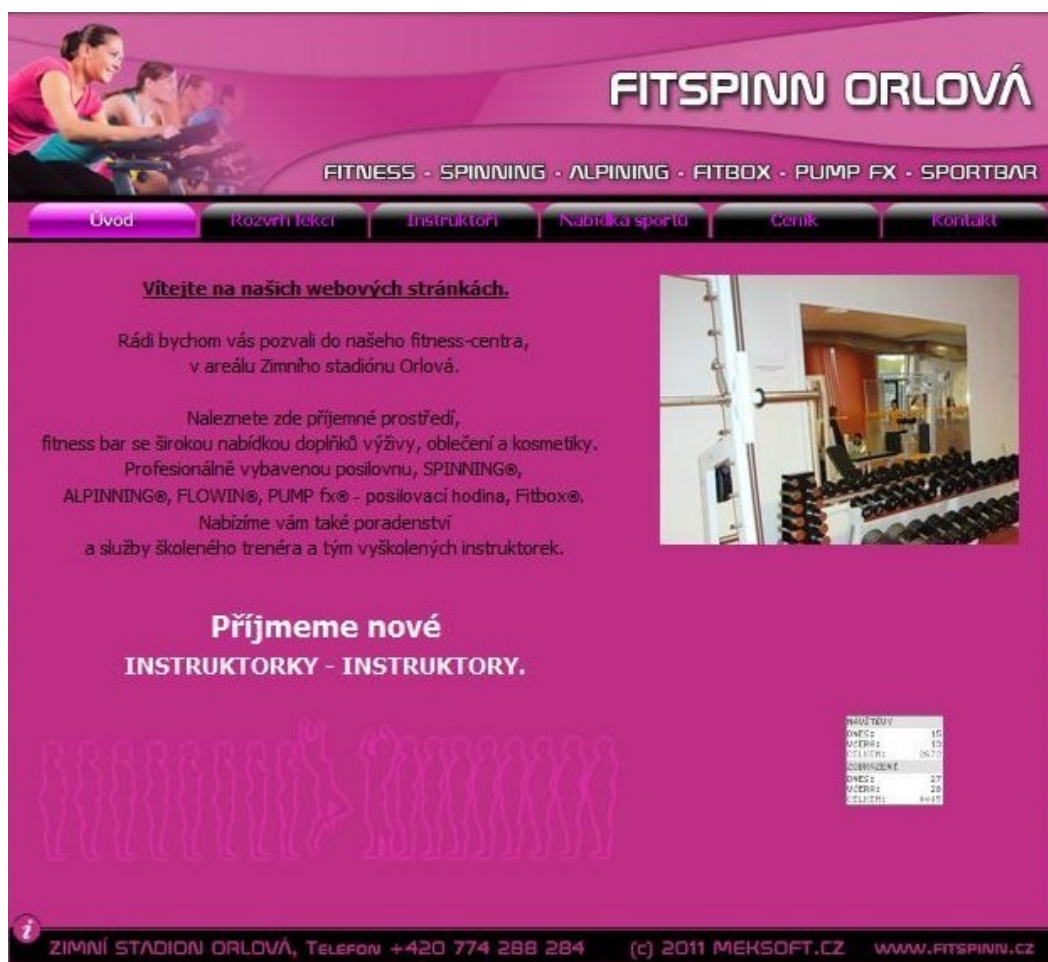 FITSPINN ORLOVÁ
FITNESS - SPINNING - ALPINING - FITBOX - PUMP FX - SPORTBAR
Úvod
Rozvrh lekcí
Instruktoři
Nabídka sportů
Ceník
Kontakt
Vítejte na našich webových stránkách.
Rádi bychom vás pozvali do našeho fitness-centra,
v areálu Zimního stadiónu Orlová.
Naleznete zde příjemné prostředí,
fitness bar se širokou nabídkou doplňků výživy, oblečení a kosmetiky.
Profesionálně vybavenou posilovnu, SPINNING®,
ALPINNING®, FLOWIN®, PUMP fx® - posilovací hodina, Fitbox®.
Nabízíme vám také poradenství
a služby školeného trenéra a tým vyškolených instruktorek.
Příjmeme nové
INSTRUKTORKY - INSTRUKTORY.
NÁVŠTĚVY
DNES: 15
VČERA:
CELKEM:
ZOBRAZENÍ
DNES: 27
VČERA:
CELKEM:
i
ZIMNÍ STADION ORLOVÁ, TELEFON +420 774 288 284 (c) 2011 MEKSOFT.CZ WWW.FITSPINN.CZ